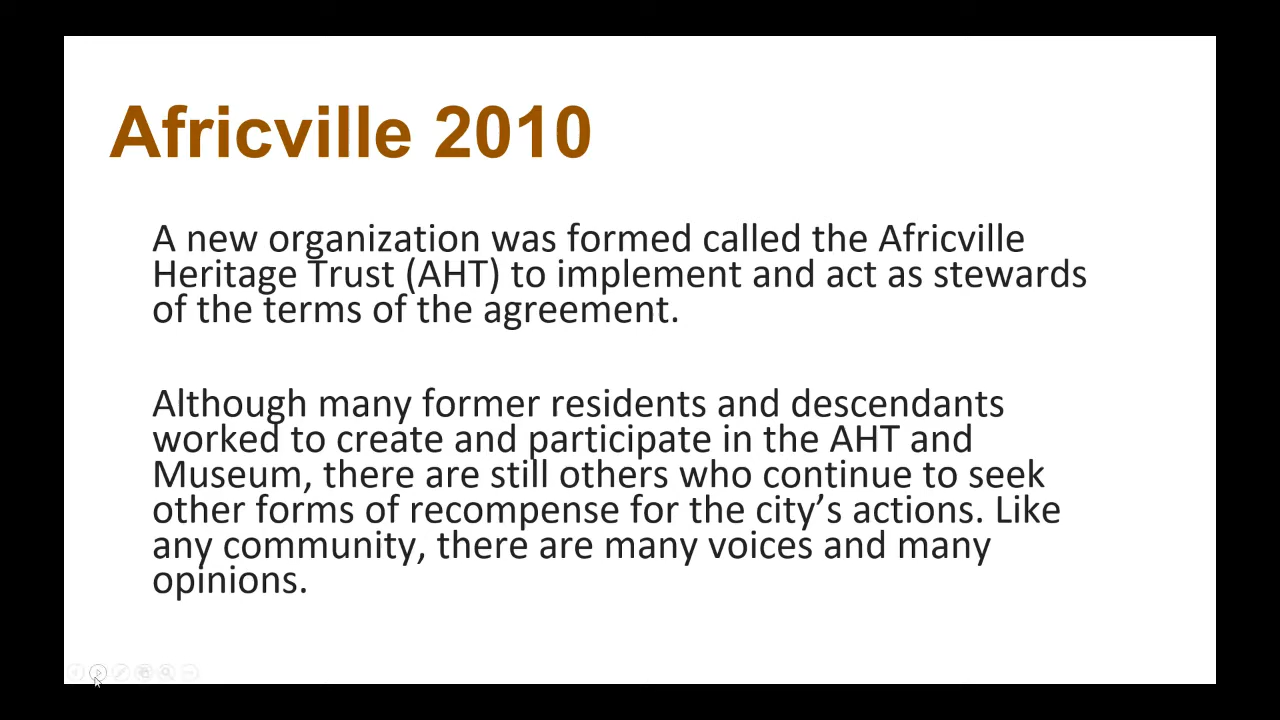 Africville 2010
A new organization was formed called the Africville
Heritage Trust (AHT) to implement and act as stewards
of the terms of the agreement.
Although many former residents and descendants
worked to create and participate in the AHT and
Museum, there are still others who continue to seek
other forms of recompense for the city’s actions. Like
any community, there are many voices and many
opinions.